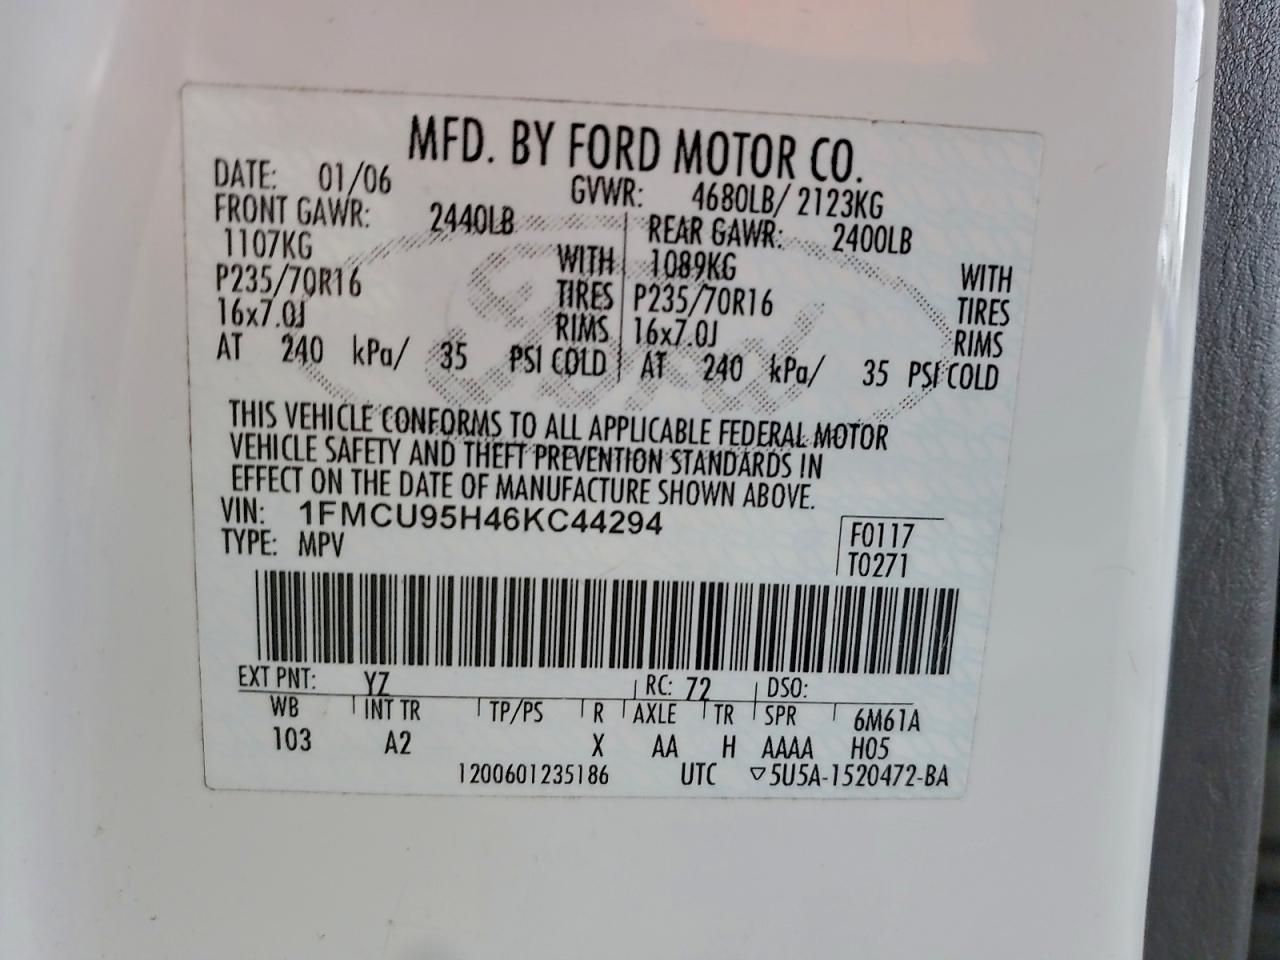 MFD. BY FORD MOTOR CO.
DATE: 01/06 GVWR: 4680LB/ 2123KG
FRONT GAWR: 2440LB REAR GAWR: 2400LB
1107KG WITH 1089KG WITH
P235/70R16 TIRES P235/70R16 TIRES
16x7.0J RIMS 16x7.0J RIMS
AT 240 kPa/ 35 PSI COLD AT 240 kPa/ 35 PSI COLD
THIS VEHICLE CONFORMS TO ALL APPLICABLE FEDERAL MOTOR
VEHICLE SAFETY AND THEFT PREVENTION STANDARDS IN
EFFECT ON THE DATE OF MANUFACTURE SHOWN ABOVE.
VIN: 1FMCU95H46KC44294 F0117
TYPE: MPV T0271
EXT PNT: YZ RC: 72 DSO:
WB INT TR TP/PS R AXLE TR SPR 6M61A
103 A2 X AA H AAAA H05
1200601235186 UTC ▽5U5A-1520472-BA